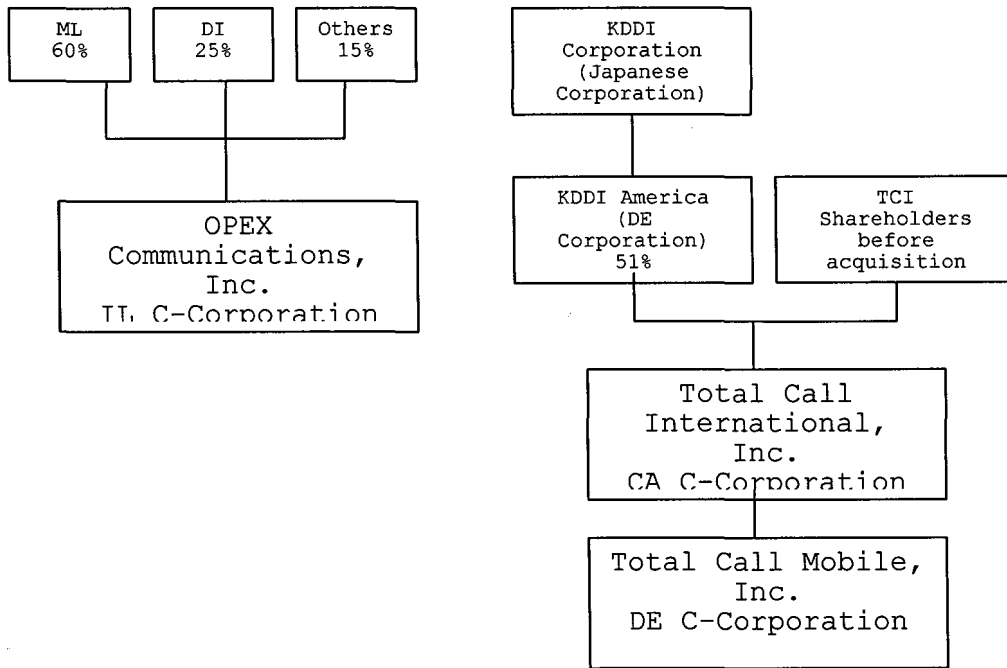 ML
60%
DI
25%
Others
15%
OPEX
Communications,
Inc.
IL C-Corporation
KDDI
Corporation
(Japanese
Corporation)
KDDI America
(DE
Corporation)
51%
TCI
Shareholders
before
acquisition
Total Call
International,
Inc.
CA C-Corporation
Total Call Mobile,
Inc.
DE C-Corporation